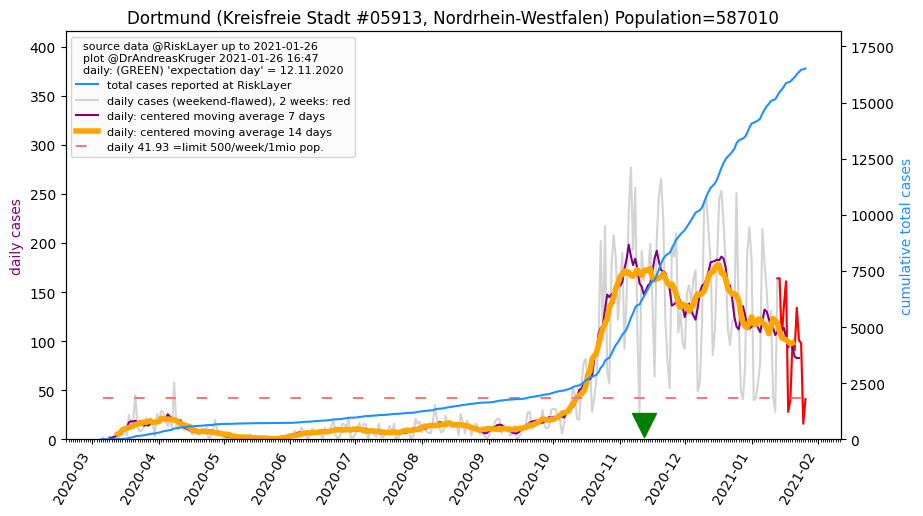 Dortmund (Kreisfreie Stadt #05913, Nordrhein-Westfalen) Population=587010
source data @RiskLayer up to 2021-01-26
plot @DrAndreasKruger 2021-01-26 16:47
daily: (GREEN) 'expectation day' = 12.11.2020
total cases reported at RiskLayer
daily cases (weekend-flawed), 2 weeks: red
daily: centered moving average 7 days
daily: centered moving average 14 days
daily 41.93 =limit 500/week/1mio pop.
daily cases
400
350
300
250
200
150
100
50
0
cumulative total cases
17500
15000
12500
10000
7500
5000
2500
0
2020-03
2020-04
2020-05
2020-06
2020-07
2020-08
2020-09
2020-10
2020-11
2020-12
2021-01
2021-02